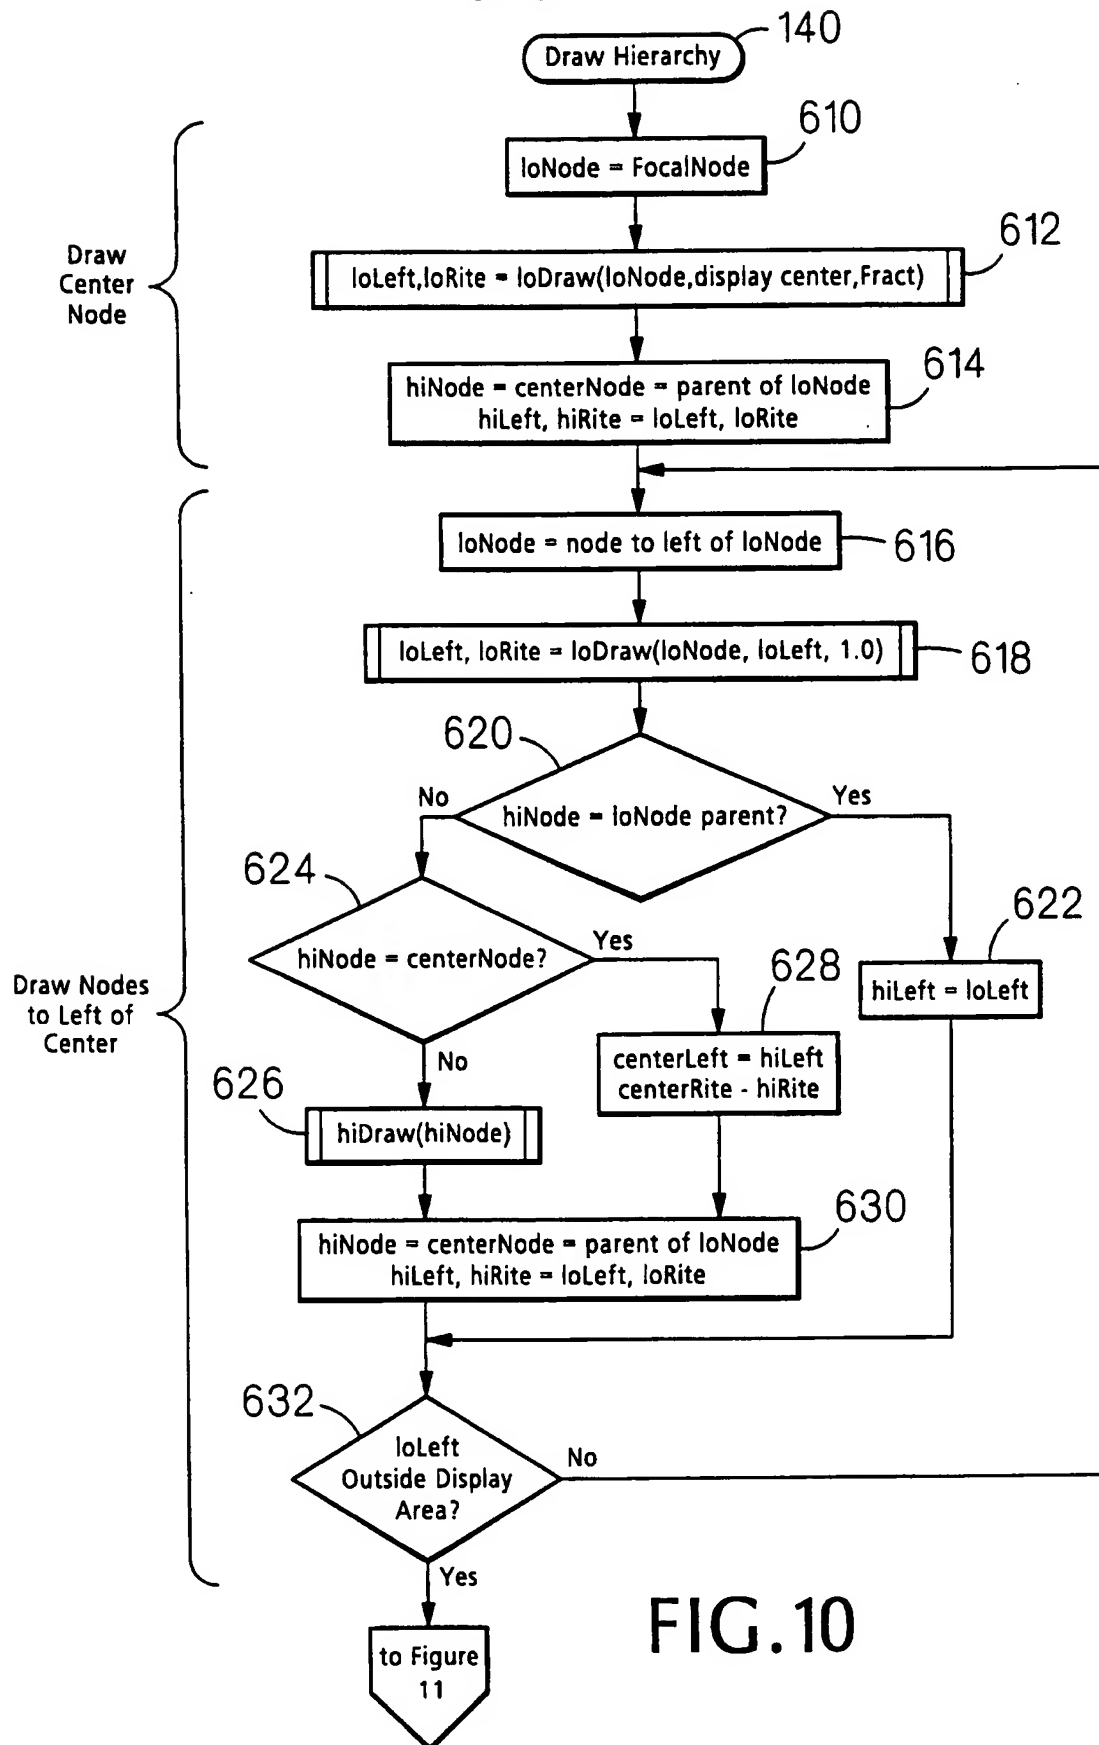 140
Draw Hierarchy
610
loNode = FocalNode
612
loLeft,loRite = loDraw(loNode,display center,Fract)
Draw
Center
Node
614
hiNode = centerNode = parent of loNode
hiLeft, hiRite = loLeft, loRite
loNode = node to left of loNode
616
loLeft, loRite = loDraw(loNode, loLeft, 1.0)
618
620
No
hiNode = loNode parent?
Yes
624
hiNode = centerNode?
Yes
622
hiLeft = loLeft
628
Draw Nodes
to Left of
Center
centerLeft = hiLeft
centerRite - hiRite
No
626
hiDraw(hiNode)
630
hiNode = centerNode = parent of loNode
hiLeft, hiRite = loLeft, loRite
632
loLeft
Outside Display
Area?
No
Yes
to Figure
11
FIG.10